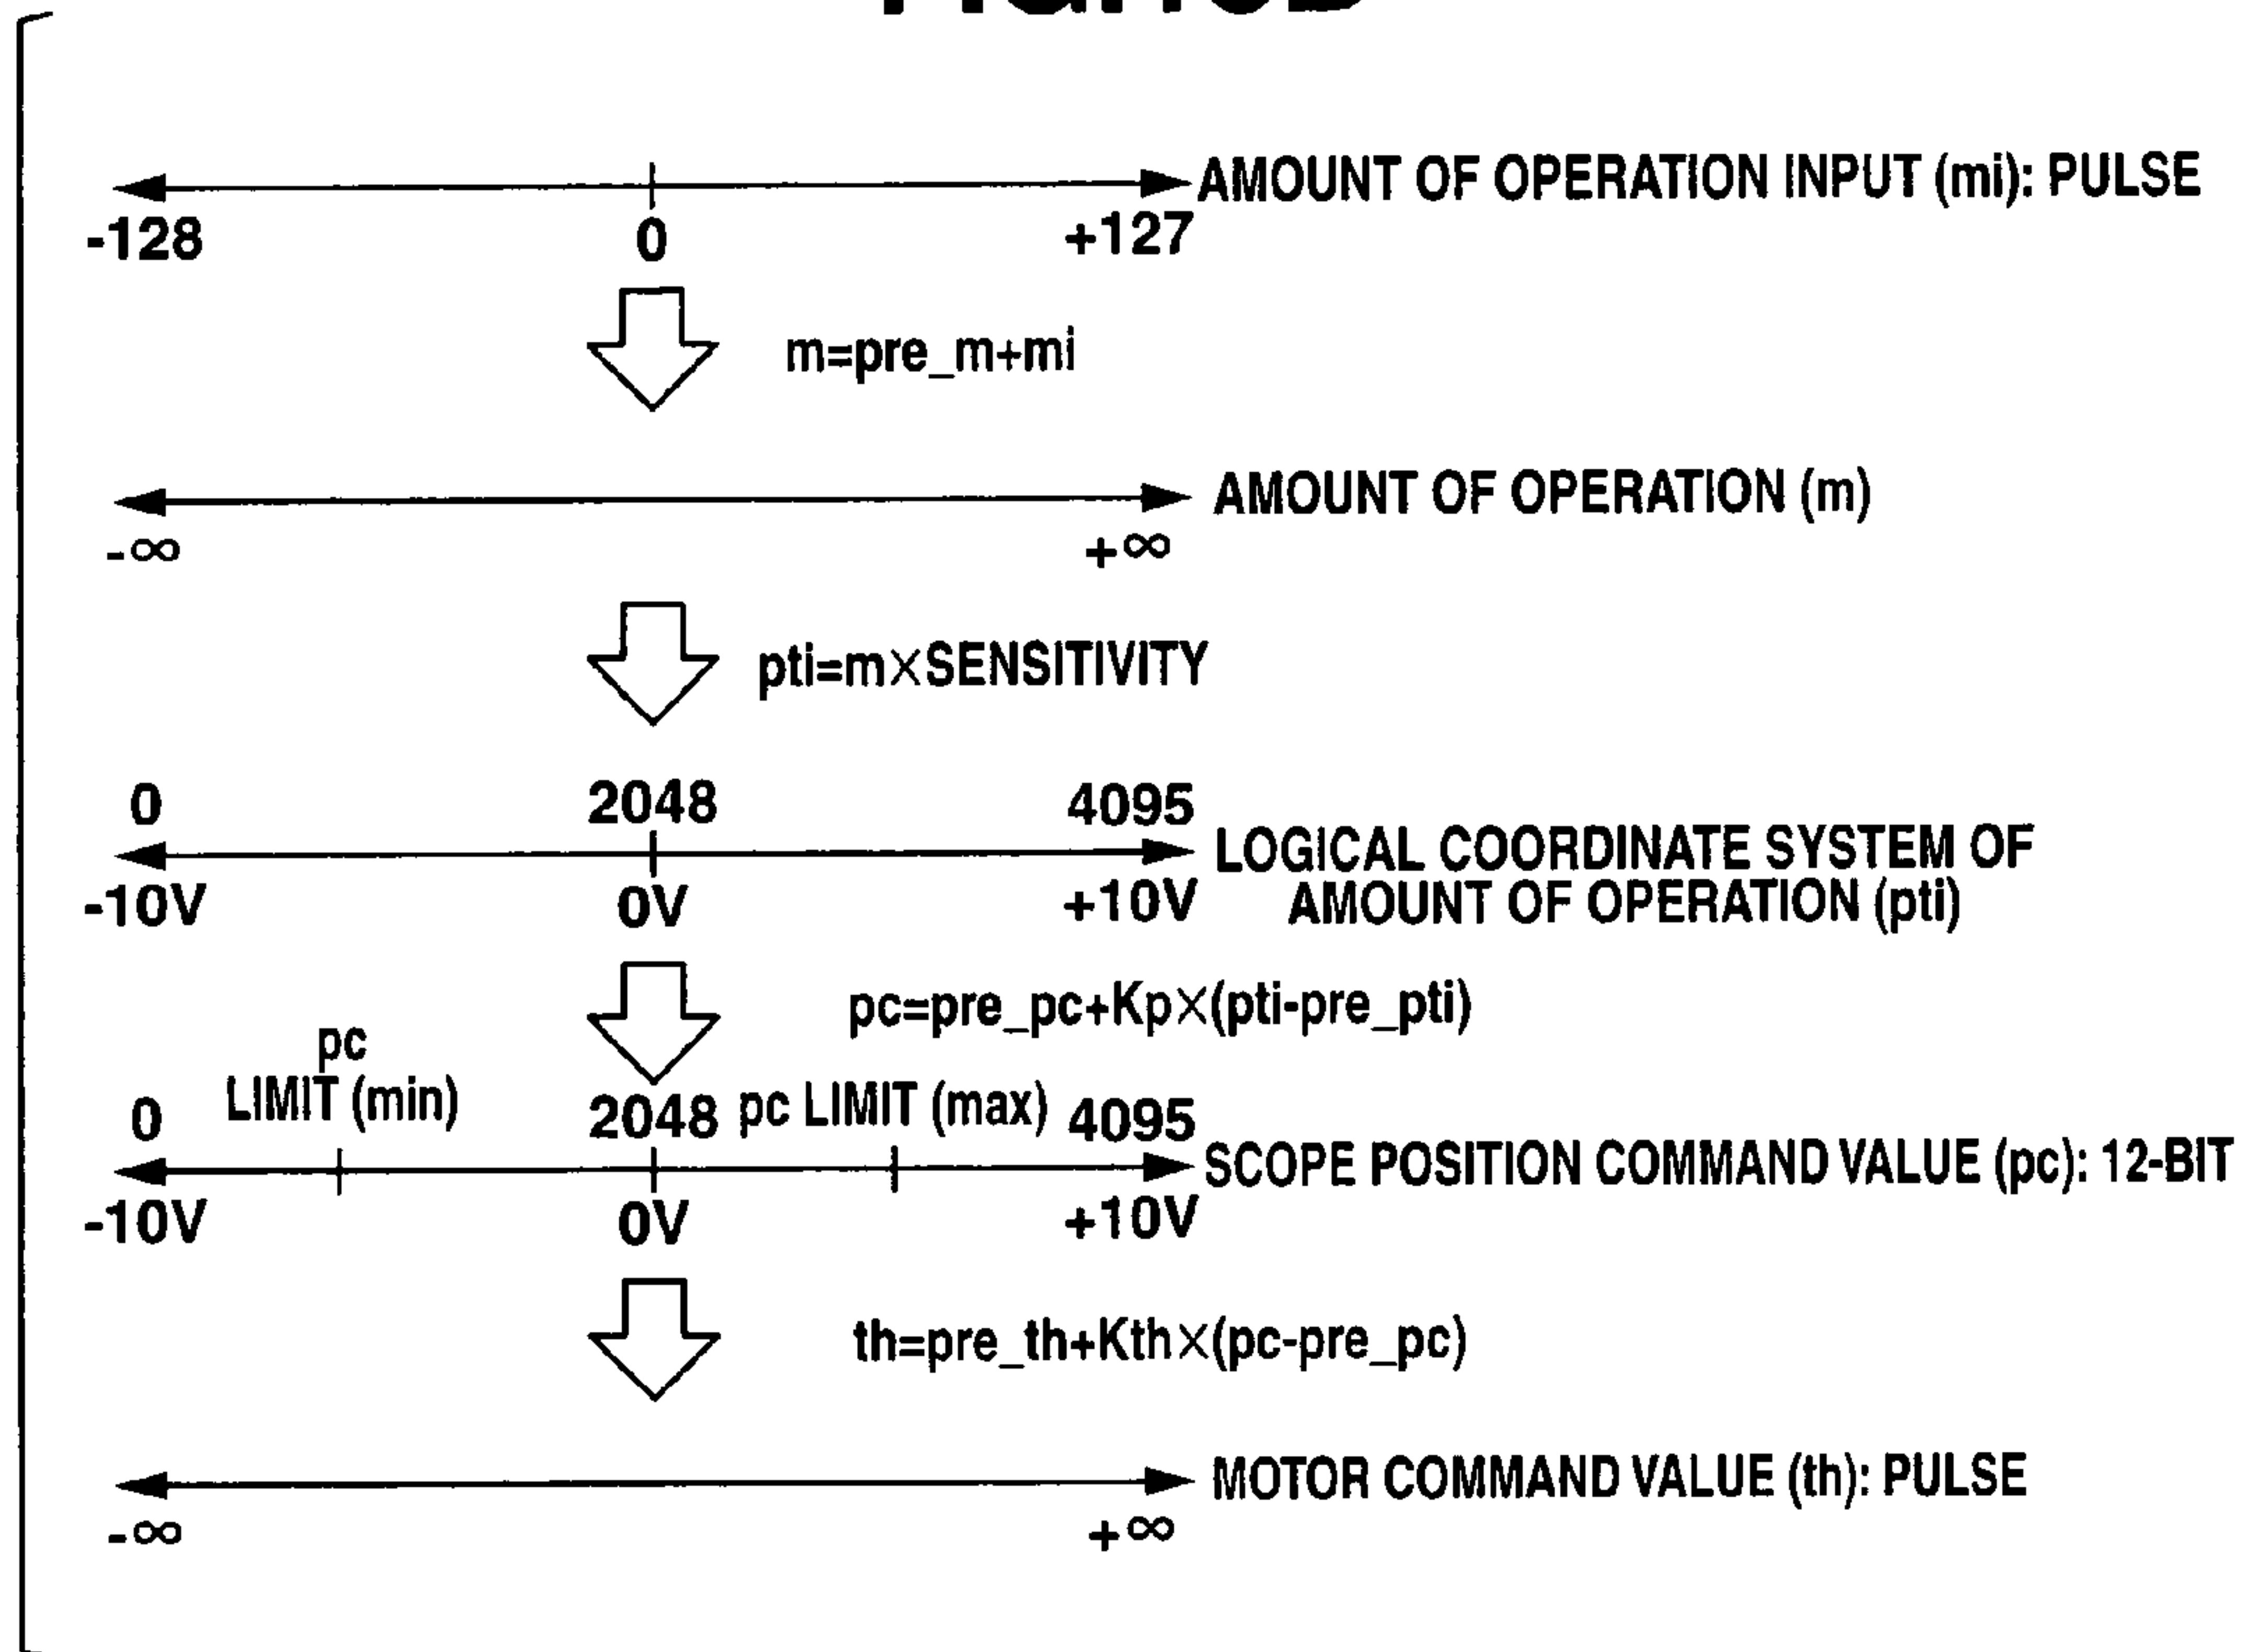 AMOUNT OF OPERATION INPUT (mi): PULSE
-128 0 +127
m=pre_m+mi
AMOUNT OF OPERATION (m)
-∞ +∞
pti=m×SENSITIVITY
0 2048 4095
LOGICAL COORDINATE SYSTEM OF
AMOUNT OF OPERATION (pti)
-10V 0V +10V
pc=pre_pc+Kp×(pti-pre_pti)
pc
LIMIT (min)
0 2048 pc LIMIT (max) 4095
SCOPE POSITION COMMAND VALUE (pc): 12-BIT
-10V 0V +10V
th=pre_th+Kth×(pc-pre_pc)
MOTOR COMMAND VALUE (th): PULSE
-∞ +∞